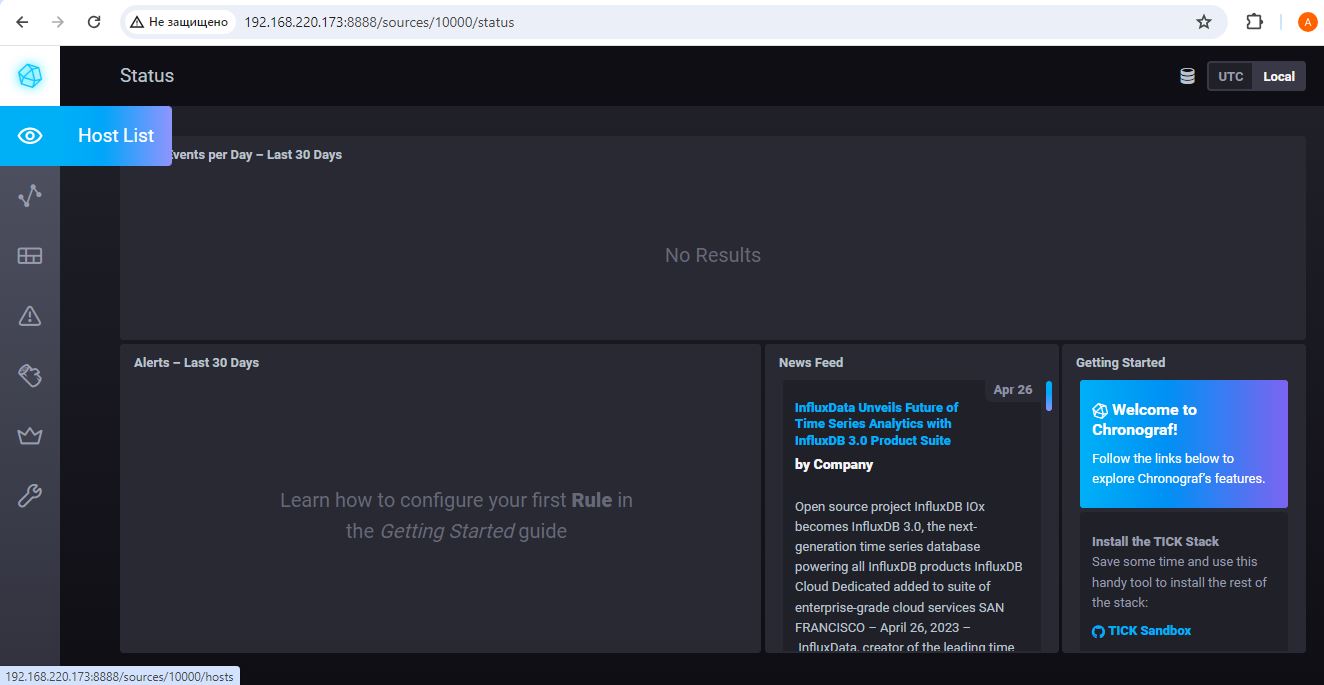 Не защищено
192.168.220.173:8888/sources/10000/status
A
Status
UTC
Local
Host List
Events per Day – Last 30 Days
No Results
Alerts – Last 30 Days
Learn how to configure your first Rule in
the Getting Started guide
News Feed
Apr 26
InfluxData Unveils Future of
Time Series Analytics with
InfluxDB 3.0 Product Suite
by Company
Open source project InfluxDB IOx
becomes InfluxDB 3.0, the next-
generation time series database
powering all InfluxDB products InfluxDB
Cloud Dedicated added to suite of
enterprise-grade cloud services SAN
FRANCISCO – April 26, 2023 –
InfluxData, creator of the leading time
Getting Started
Welcome to
Chronograf!
Follow the links below to
explore Chronograf's features.
Install the TICK Stack
Save some time and use this
handy tool to install the rest of
the stack:
TICK Sandbox
192.168.220.173:8888/sources/10000/hosts